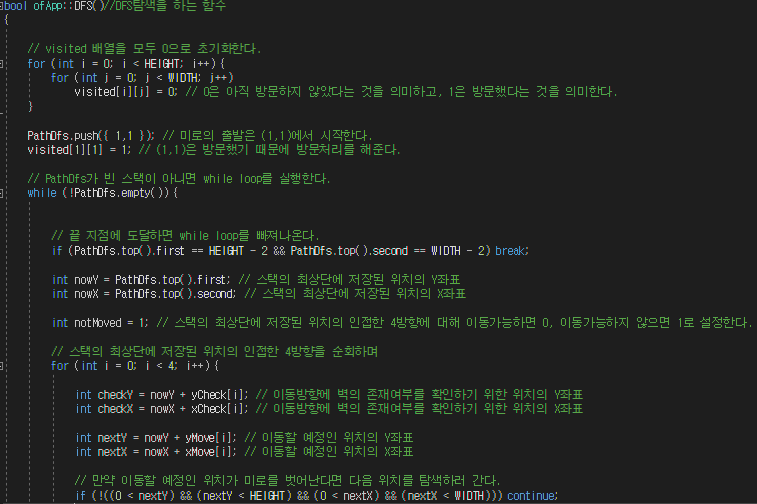 bool ofApp::DFS()//DFS탐색을 하는 함수
{
// visited 배열을 모두 0으로 초기화한다.
for (int i = 0; i < HEIGHT; i++){
for (int j = 0; j < WIDTH; j++)
visited[i][j] = 0; // 0은 아직 방문하지 않았다는 것을 의미하고, 1은 방문했다는 것을 의미한다.
}
PathDfs.push({ 1,1 }); // 미로의 출발은 (1,1)에서 시작한다.
visited[1][1] = 1; // (1,1)은 방문했기 때문에 방문처리를 해준다.
// PathDfs가 빈 스택이 아니면 while loop를 실행한다.
while (!PathDfs.empty()) {
// 끝 지점에 도달하면 while loop를 빠져나온다.
if (PathDfs.top().first == HEIGHT - 2 && PathDfs.top().second == WIDTH - 2) break;
int nowY = PathDfs.top().first; // 스택의 최상단에 저장된 위치의 Y좌표
int nowX = PathDfs.top().second; // 스택의 최상단에 저장된 위치의 X좌표
int notMoved = 1; // 스택의 최상단에 저장된 위치의 인접한 4방향에 대해 이동가능하면 0, 이동가능하지 않으면 1로 설정한다.
// 스택의 최상단에 저장된 위치의 인접한 4방향을 순회하며
for (int i = 0; i < 4; i++) {
int checkY = nowY + yCheck[i]; // 이동방향에 벽의 존재여부를 확인하기 위한 위치의 Y좌표
int checkX = nowX + xCheck[i]; // 이동방향에 벽의 존재여부를 확인하기 위한 위치의 X좌표
int nextY = nowY + yMove[i]; // 이동할 예정인 위치의 Y좌표
int nextX = nowX + xMove[i]; // 이동할 예정인 위치의 X좌표
// 만약 이동할 예정인 위치가 미로를 벗어난다면 다음 위치를 탐색하러 간다.
if (!((0 < nextY) && (nextY < HEIGHT) && (0 < nextX) && (nextX < WIDTH))) continue;